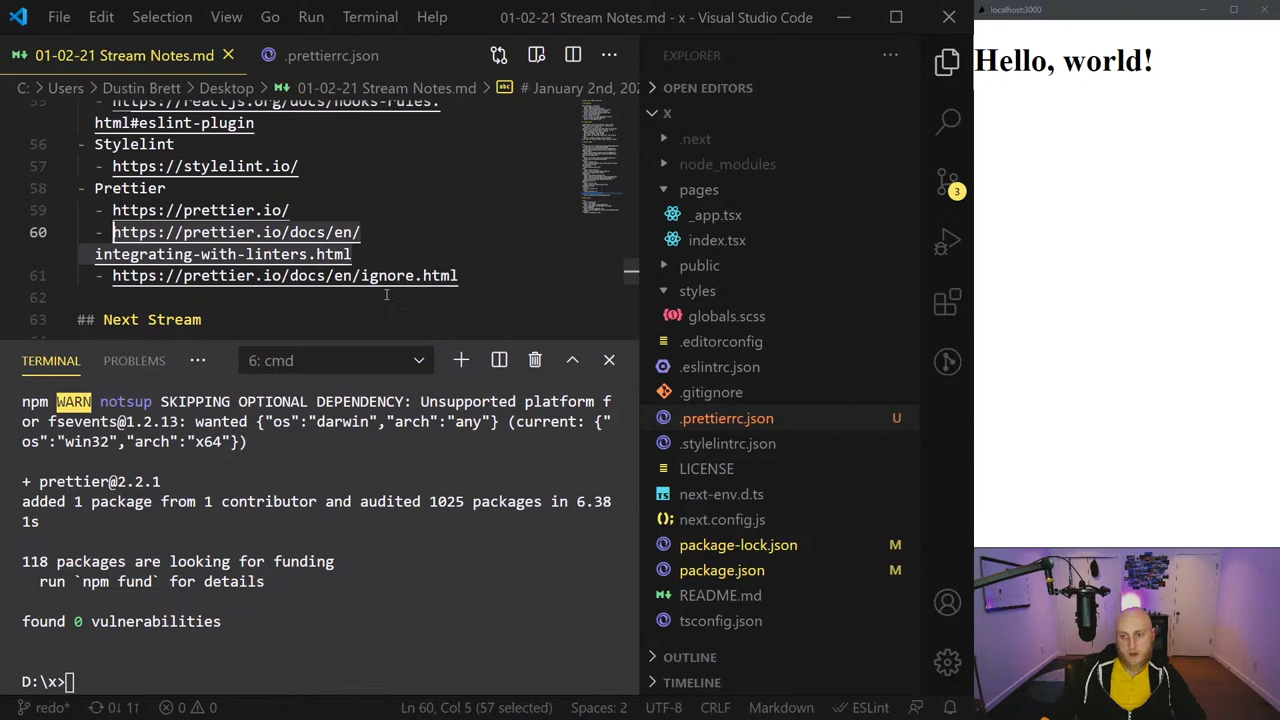 File Edit Selection View Go Run Terminal Help 01-02-21 Stream Notes.md - x - Visual Studio Code
localhost:3000
01-02-21 Stream Notes.md
.prettierrc.json
EXPLORER
Hello, world!
C: > Users > Dustin Brett > Desktop > 01-02-21 Stream Notes.md > # January 2nd, 202
55 - https://reactjs.org/docs/hooks-rules.
html#eslint-plugin
56 - Stylelint
57 - https://stylelint.io/
58 - Prettier
59 - https://prettier.io/
60 - https://prettier.io/docs/en/
integrating-with-linters.html
61 - https://prettier.io/docs/en/ignore.html
62
63 ## Next Stream
OPEN EDITORS
X
.next
node_modules
pages
_app.tsx
index.tsx
public
styles
globals.scss
.editorconfig
.eslintrc.json
.gitignore
.prettierrc.json U
.stylelintrc.json
LICENSE
next-env.d.ts
next.config.js
package-lock.json M
package.json M
README.md
tsconfig.json
OUTLINE
TIMELINE
3
TERMINAL PROBLEMS 6: cmd
npm WARN notsup SKIPPING OPTIONAL DEPENDENCY: Unsupported platform f
or fsevents@1.2.13: wanted {"os":"darwin","arch":"any"} (current: {"
os":"win32","arch":"x64"})
+ prettier@2.2.1
added 1 package from 1 contributor and audited 1025 packages in 6.38
1s
118 packages are looking for funding
run `npm fund` for details
found 0 vulnerabilities
D:\x>
redo* 0↓ 1↑ 0 0 Ln 60, Col 5 (57 selected) Spaces: 2 UTF-8 CRLF Markdown ESLint